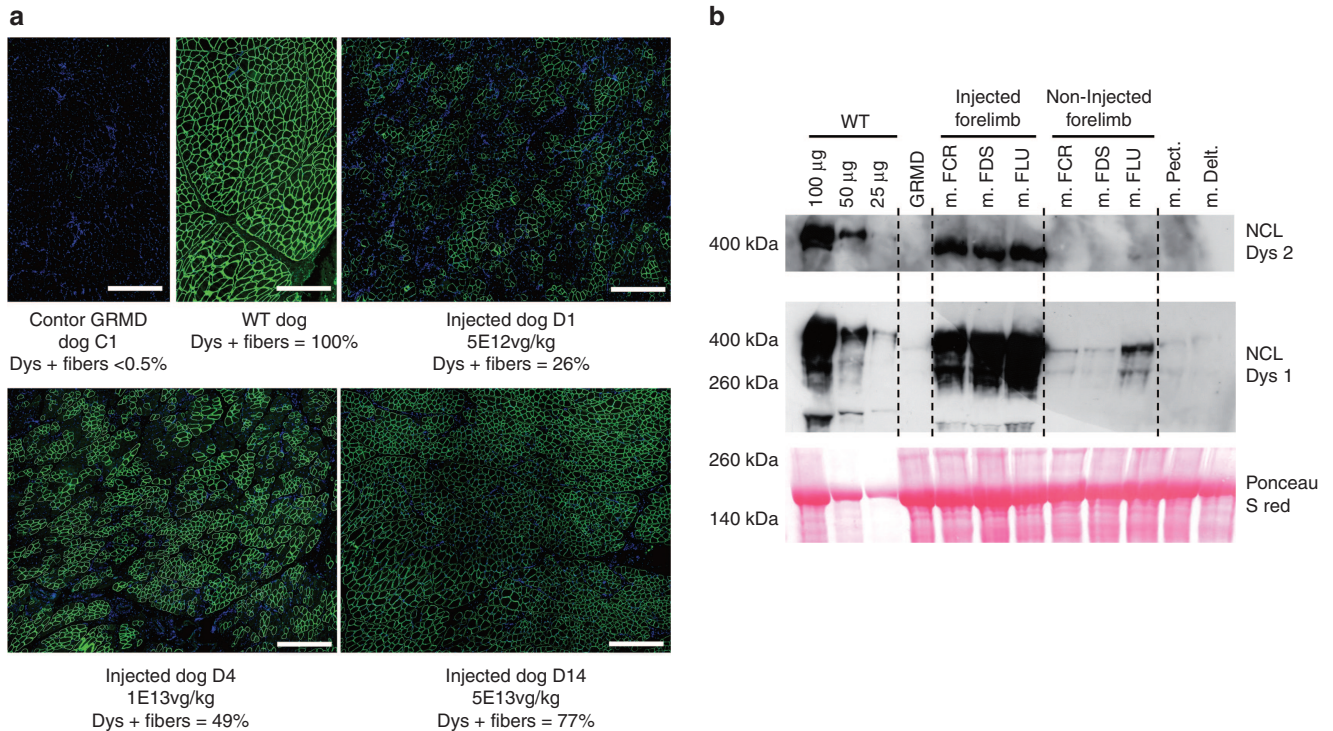 a
Contor GRMD
dog C1
Dys + fibers <0.5%
WT dog
Dys + fibers = 100%
Injected dog D1
5E12vg/kg
Dys + fibers = 26%
Injected dog D4
1E13vg/kg
Dys + fibers = 49%
Injected dog D14
5E13vg/kg
Dys + fibers = 77%
b
WT
Injected
forelimb
Non-Injected
forelimb
100 µg
50 µg
25 µg
GRMD
m. FCR
m. FDS
m. FLU
m. FCR
m. FDS
m. FLU
m. Pect.
m. Delt.
400 kDa
NCL
Dys 2
400 kDa
260 kDa
NCL
Dys 1
260 kDa
140 kDa
Ponceau
S red